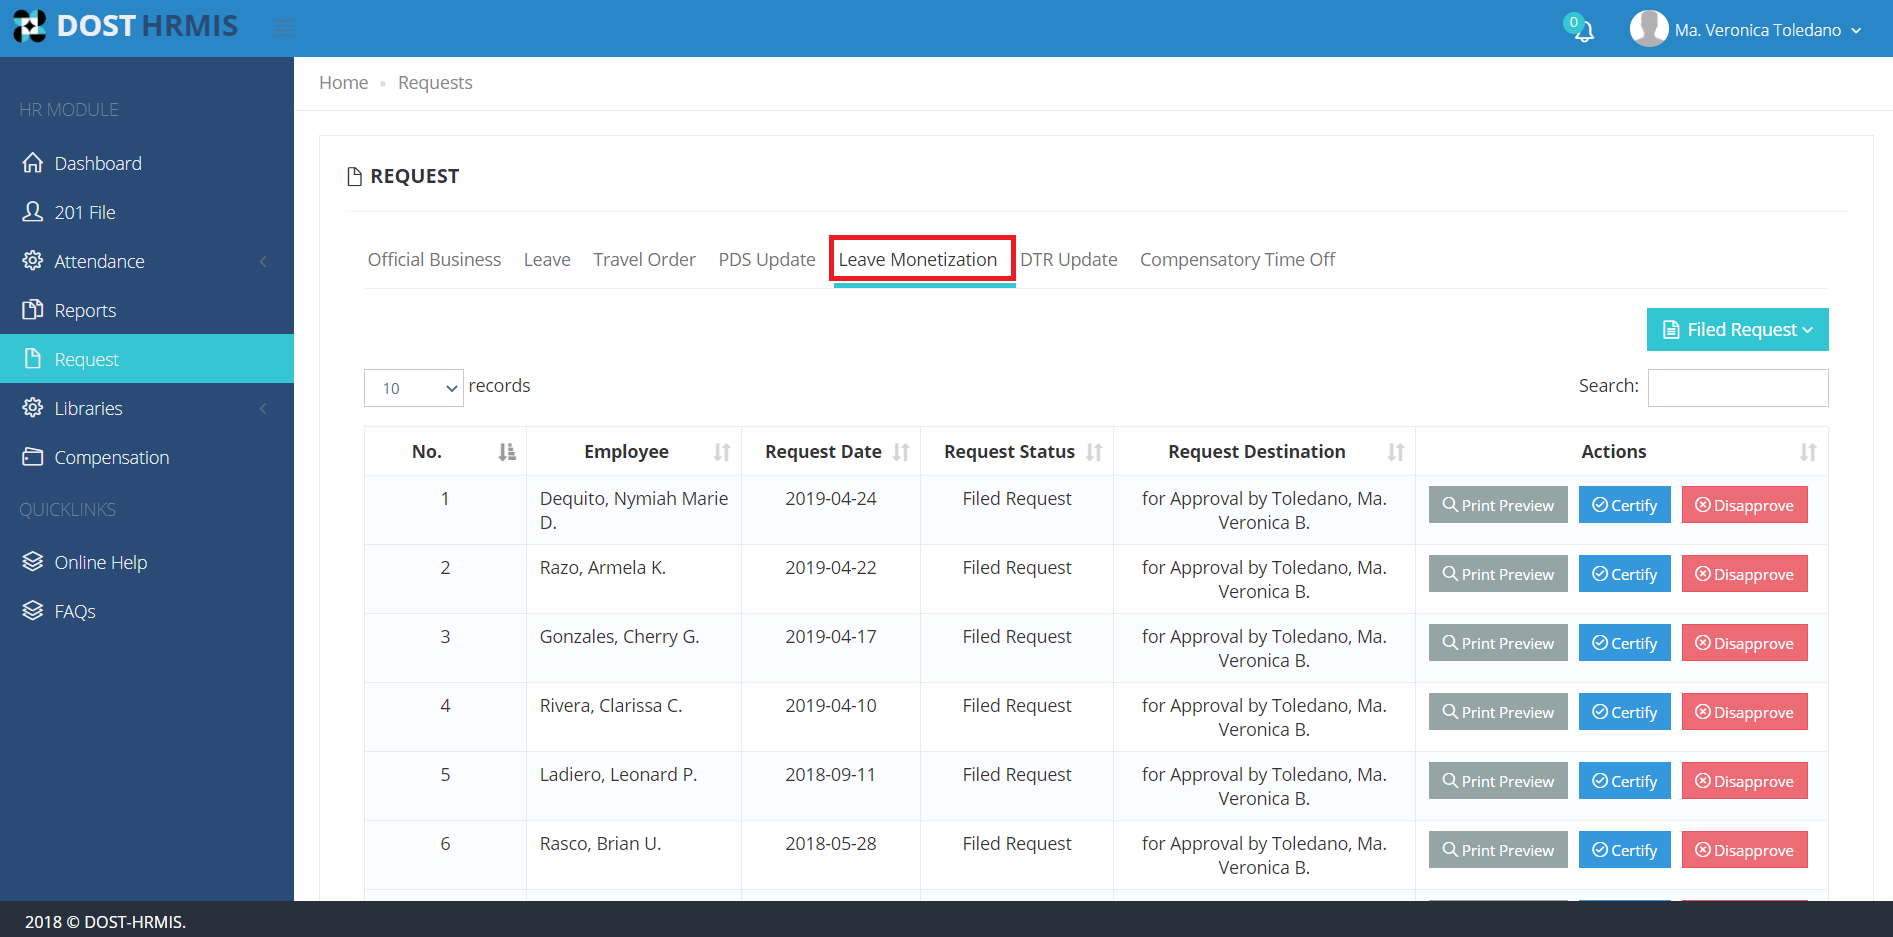 DOST HRMIS
0
Ma. Veronica Toledano
HR MODULE
Dashboard
201 File
Attendance
Reports
Request
Libraries
Compensation
QUICKLINKS
Online Help
FAQs
Home • Requests
REQUEST
Official Business Leave Travel Order PDS Update Leave Monetization DTR Update Compensatory Time Off
Filed Request
10 records
Search:
No. Employee Request Date Request Status Request Destination Actions
1 Dequito, Nymiah Marie 2019-04-24 Filed Request for Approval by Toledano, Ma. Print Preview Certify Disapprove
D. Veronica B.
2 Razo, Armela K. 2019-04-22 Filed Request for Approval by Toledano, Ma. Print Preview Certify Disapprove
Veronica B.
3 Gonzales, Cherry G. 2019-04-17 Filed Request for Approval by Toledano, Ma. Print Preview Certify Disapprove
Veronica B.
4 Rivera, Clarissa C. 2019-04-10 Filed Request for Approval by Toledano, Ma. Print Preview Certify Disapprove
Veronica B.
5 Ladiero, Leonard P. 2018-09-11 Filed Request for Approval by Toledano, Ma. Print Preview Certify Disapprove
Veronica B.
6 Rasco, Brian U. 2018-05-28 Filed Request for Approval by Toledano, Ma. Print Preview Certify Disapprove
Veronica B.
2018 © DOST-HRMIS.